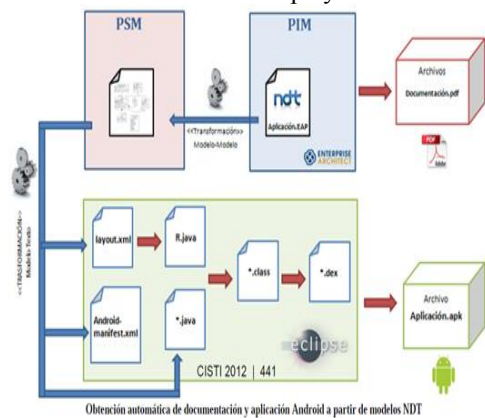 PSM
PIM
Archivos
Documentación.pdf
ndt
Aplicación.EAP
<<Transformación>>
Modelo-Modelo
ENTERPRISE
ARCHITECT
PDF
Adobe
<<TRASFORMACIÓN>>
Modelo Texto
layout.xml
R.java
*.class
*.dex
Android-
manifest.xml
*.java
Archivo
Aplicación.apk
eclipse
CISTI 2012 | 441
Obtención automática de documentación y aplicación Android a partir de modelos NDT